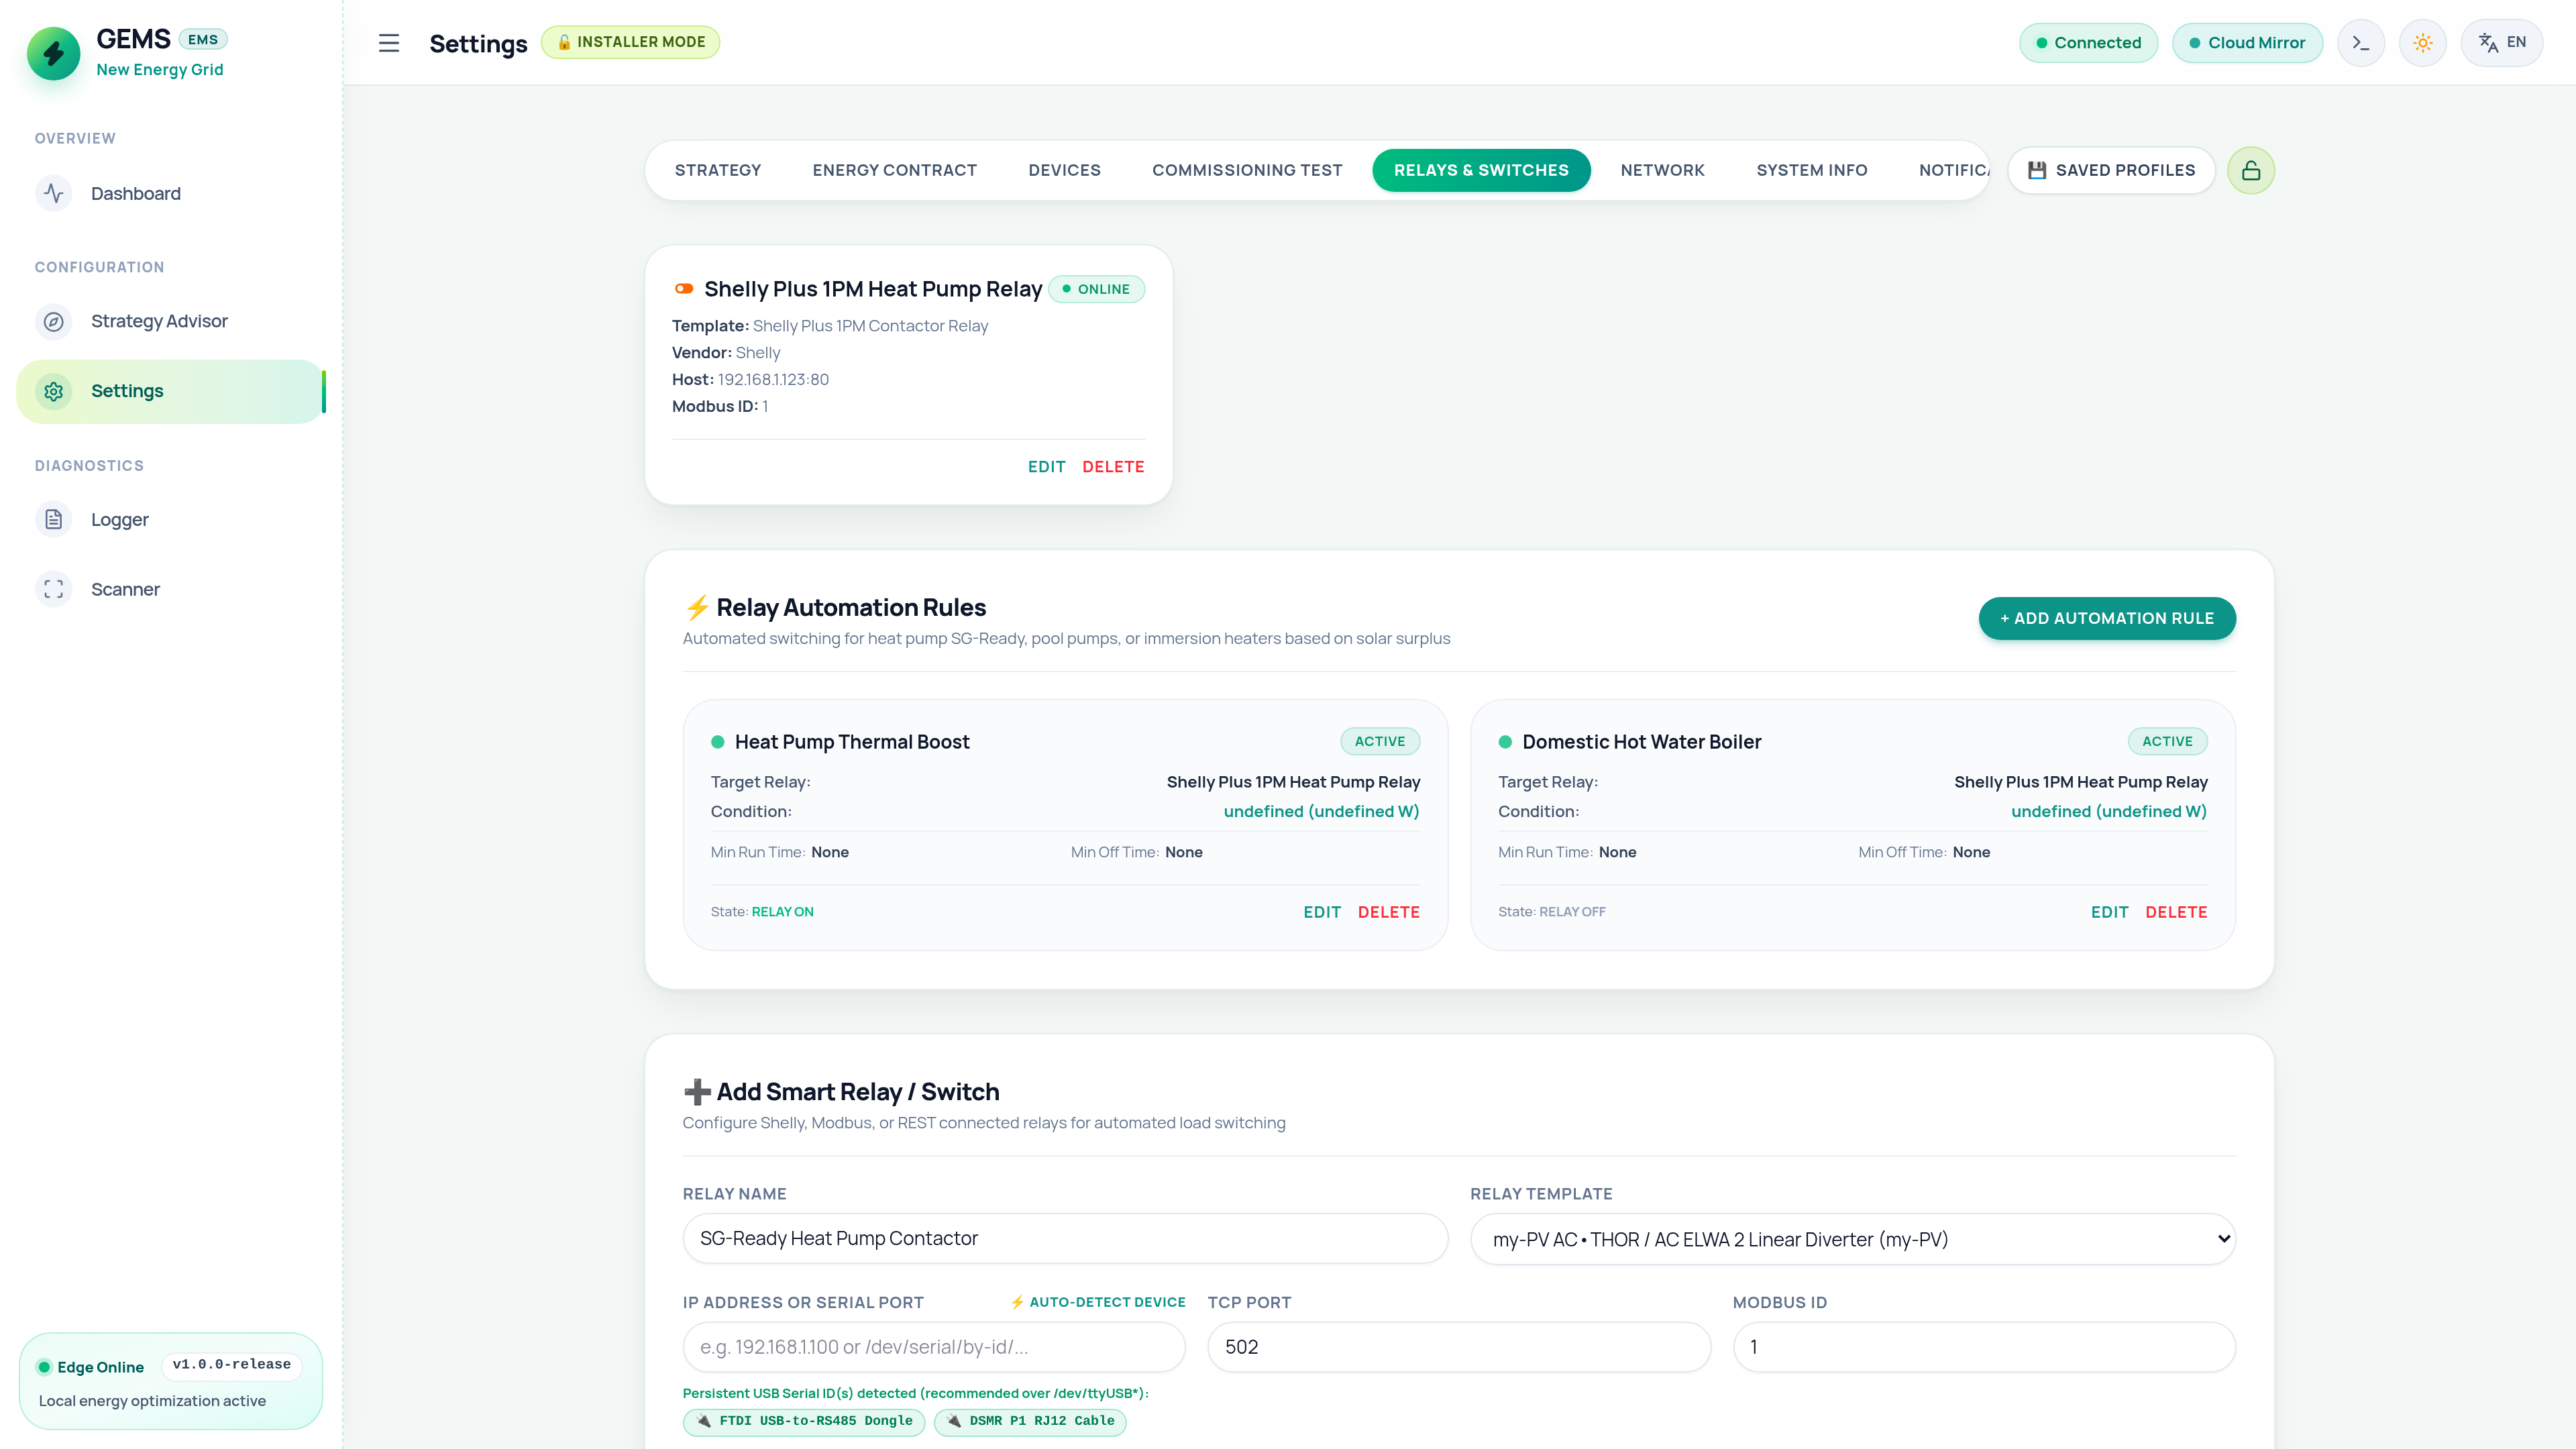 GEMS EMS
New Energy Grid
OVERVIEW
Dashboard
CONFIGURATION
Strategy Advisor
Settings
DIAGNOSTICS
Logger
Scanner
Edge Online v1.0.0-release
Local energy optimization active
Settings 🔓 INSTALLER MODE
Connected Cloud Mirror EN
STRATEGY ENERGY CONTRACT DEVICES COMMISSIONING TEST RELAYS & SWITCHES NETWORK SYSTEM INFO NOTIFICA 💾 SAVED PROFILES
Shelly Plus 1PM Heat Pump Relay ONLINE
Template: Shelly Plus 1PM Contactor Relay
Vendor: Shelly
Host: 192.168.1.123:80
Modbus ID: 1
EDIT DELETE
⚡ Relay Automation Rules
Automated switching for heat pump SG-Ready, pool pumps, or immersion heaters based on solar surplus
+ ADD AUTOMATION RULE
Heat Pump Thermal Boost ACTIVE
Target Relay: Shelly Plus 1PM Heat Pump Relay
Condition: undefined (undefined W)
Min Run Time: None Min Off Time: None
State: RELAY ON EDIT DELETE
Domestic Hot Water Boiler ACTIVE
Target Relay: Shelly Plus 1PM Heat Pump Relay
Condition: undefined (undefined W)
Min Run Time: None Min Off Time: None
State: RELAY OFF EDIT DELETE
➕ Add Smart Relay / Switch
Configure Shelly, Modbus, or REST connected relays for automated load switching
RELAY NAME
SG-Ready Heat Pump Contactor
RELAY TEMPLATE
my-PV AC•THOR / AC ELWA 2 Linear Diverter (my-PV)
IP ADDRESS OR SERIAL PORT ⚡ AUTO-DETECT DEVICE
e.g. 192.168.1.100 or /dev/serial/by-id/...
TCP PORT
502
MODBUS ID
1
Persistent USB Serial ID(s) detected (recommended over /dev/ttyUSB*):
🔌 FTDI USB-to-RS485 Dongle 🔌 DSMR P1 RJ12 Cable